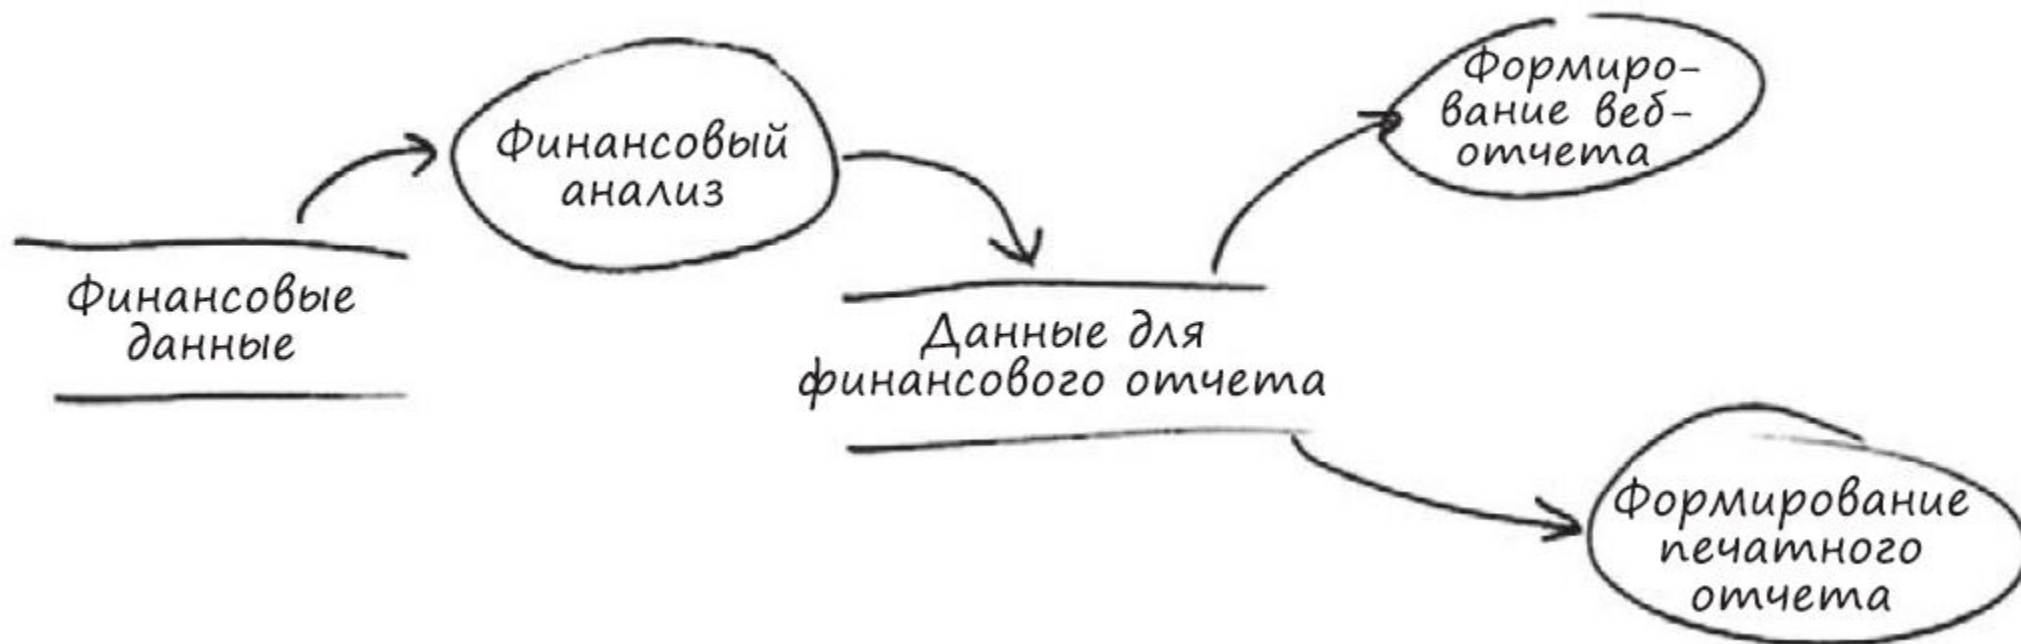 Финансовые
данные
Финансовый
анализ
Данные для
финансового отчета
Формиро-
вание веб-
отчета
Формирование
печатного
отчета